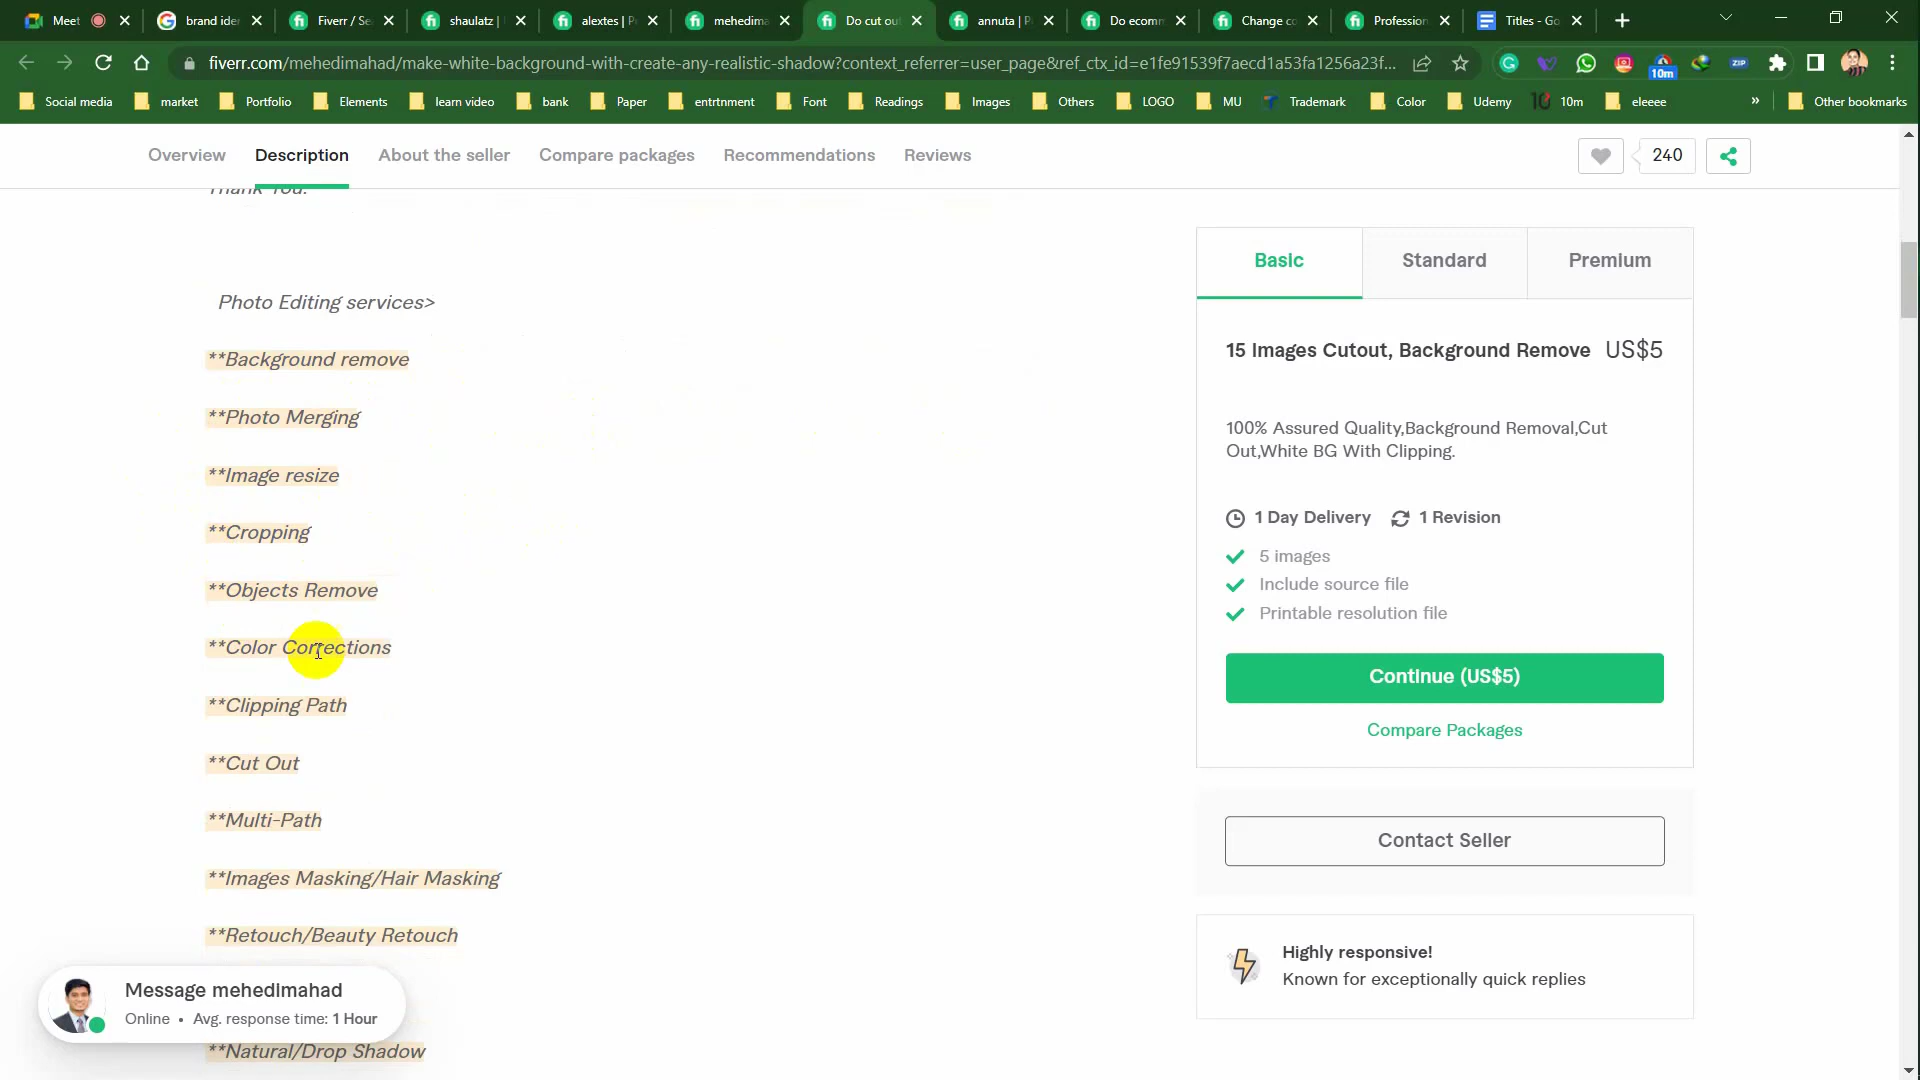 Meet
brand ide
Fiverr / Se
shaulatz |
alextes | P
mehedima
Do cut ou
annuta | P
Do ecom
Change co
Profession
Titles - Go
fiverr.com/mehedimahad/make-white-background-with-create-any-realistic-shadow?context_referrer=user_page&ref_ctx_id=e1fe91539f7aecd1a53fa1256a23f...
10m
ZIP
Social media
market
Portfolio
Elements
learn video
bank
Paper
entrtnment
Font
Readings
Images
Others
LOGO
MU
Trademark
Color
Udemy
10m
eleeee
»
Other bookmarks
Overview
Description
About the seller
Compare packages
Recommendations
Reviews
240
Thank You.
Photo Editing services>
**Background remove
**Photo Merging
**Image resize
**Cropping
**Objects Remove
**Color Corrections
**Clipping Path
**Cut Out
**Multi-Path
**Images Masking/Hair Masking
**Retouch/Beauty Retouch
**Natural/Drop Shadow
Message mehedimahad
Online • Avg. response time: 1 Hour
Basic
Standard
Premium
15 Images Cutout, Background Remove US$5
100% Assured Quality,Background Removal,Cut
Out,White BG With Clipping.
1 Day Delivery
1 Revision
5 images
Include source file
Printable resolution file
Continue (US$5)
Compare Packages
Contact Seller
Highly responsive!
Known for exceptionally quick replies